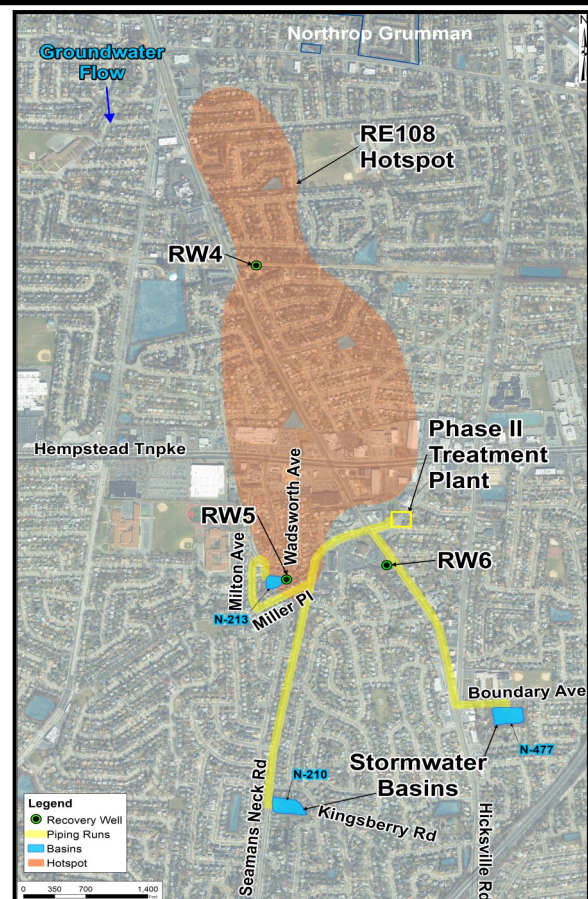 Northrop Grumman
N
Groundwater
Flow
RE108
Hotspot
RW4
Hempstead Tnpke
Phase II
Treatment
Plant
Wadsworth Ave
RW5
Milton Ave
RW6
N-213
Miller Pl
Boundary Ave
N-477
Stormwater
Basins
N-210
Kingsberry Rd
Seamans Neck Rd
Hicksville Rd
Legend
Recovery Well
Piping Runs
Basins
Hotspot
0 350 700 1,400
Feet